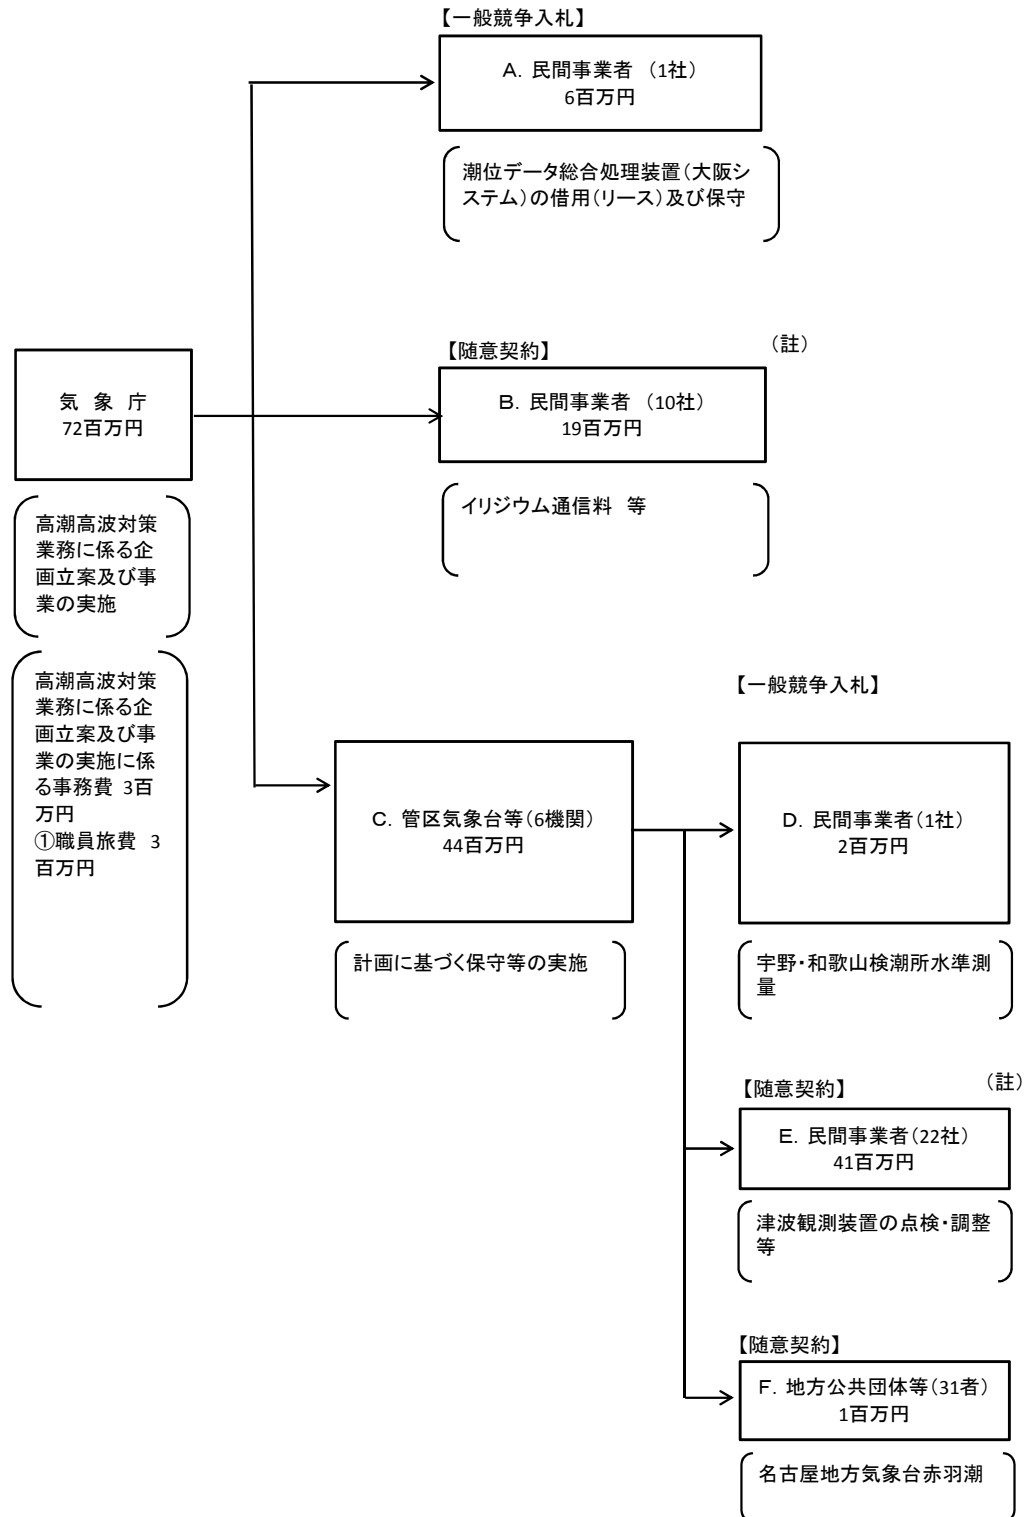 【一般競争入札】
A. 民間事業者 （1社）
6百万円
潮位データ総合処理装置（大阪シ
ステム）の借用（リース）及び保守
【随意契約】
（註）
B. 民間事業者 （10社）
19百万円
イリジウム通信料 等
気 象 庁
72百万円
高潮高波対策
業務に係る企
画立案及び事
業の実施
高潮高波対策
業務に係る企
画立案及び事
業の実施に係
る事務費 3百
万円
①職員旅費 3
百万円
C. 管区気象台等（6機関）
44百万円
計画に基づく保守等の実施
【一般競争入札】
D. 民間事業者（1社）
2百万円
宇野・和歌山検潮所水準測
量
【随意契約】
（註）
E. 民間事業者（22社）
41百万円
津波観測装置の点検・調整
等
【随意契約】
F. 地方公共団体等（31者）
1百万円
名古屋地方気象台赤羽潮